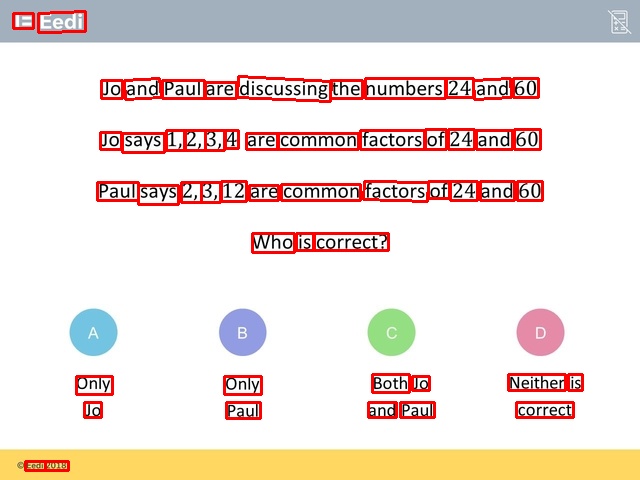 Eedi
Jo and Paul are discussing the numbers 24 and 60
Jo says 1, 2, 3, 4 are common factors of 24 and 60
Paul says 2, 3, 12 are common factors of 24 and 60
Who is correct?
A
B
C
D
Only Jo
Only Paul
Both Jo and Paul
Neither is correct
© Eedi 2018